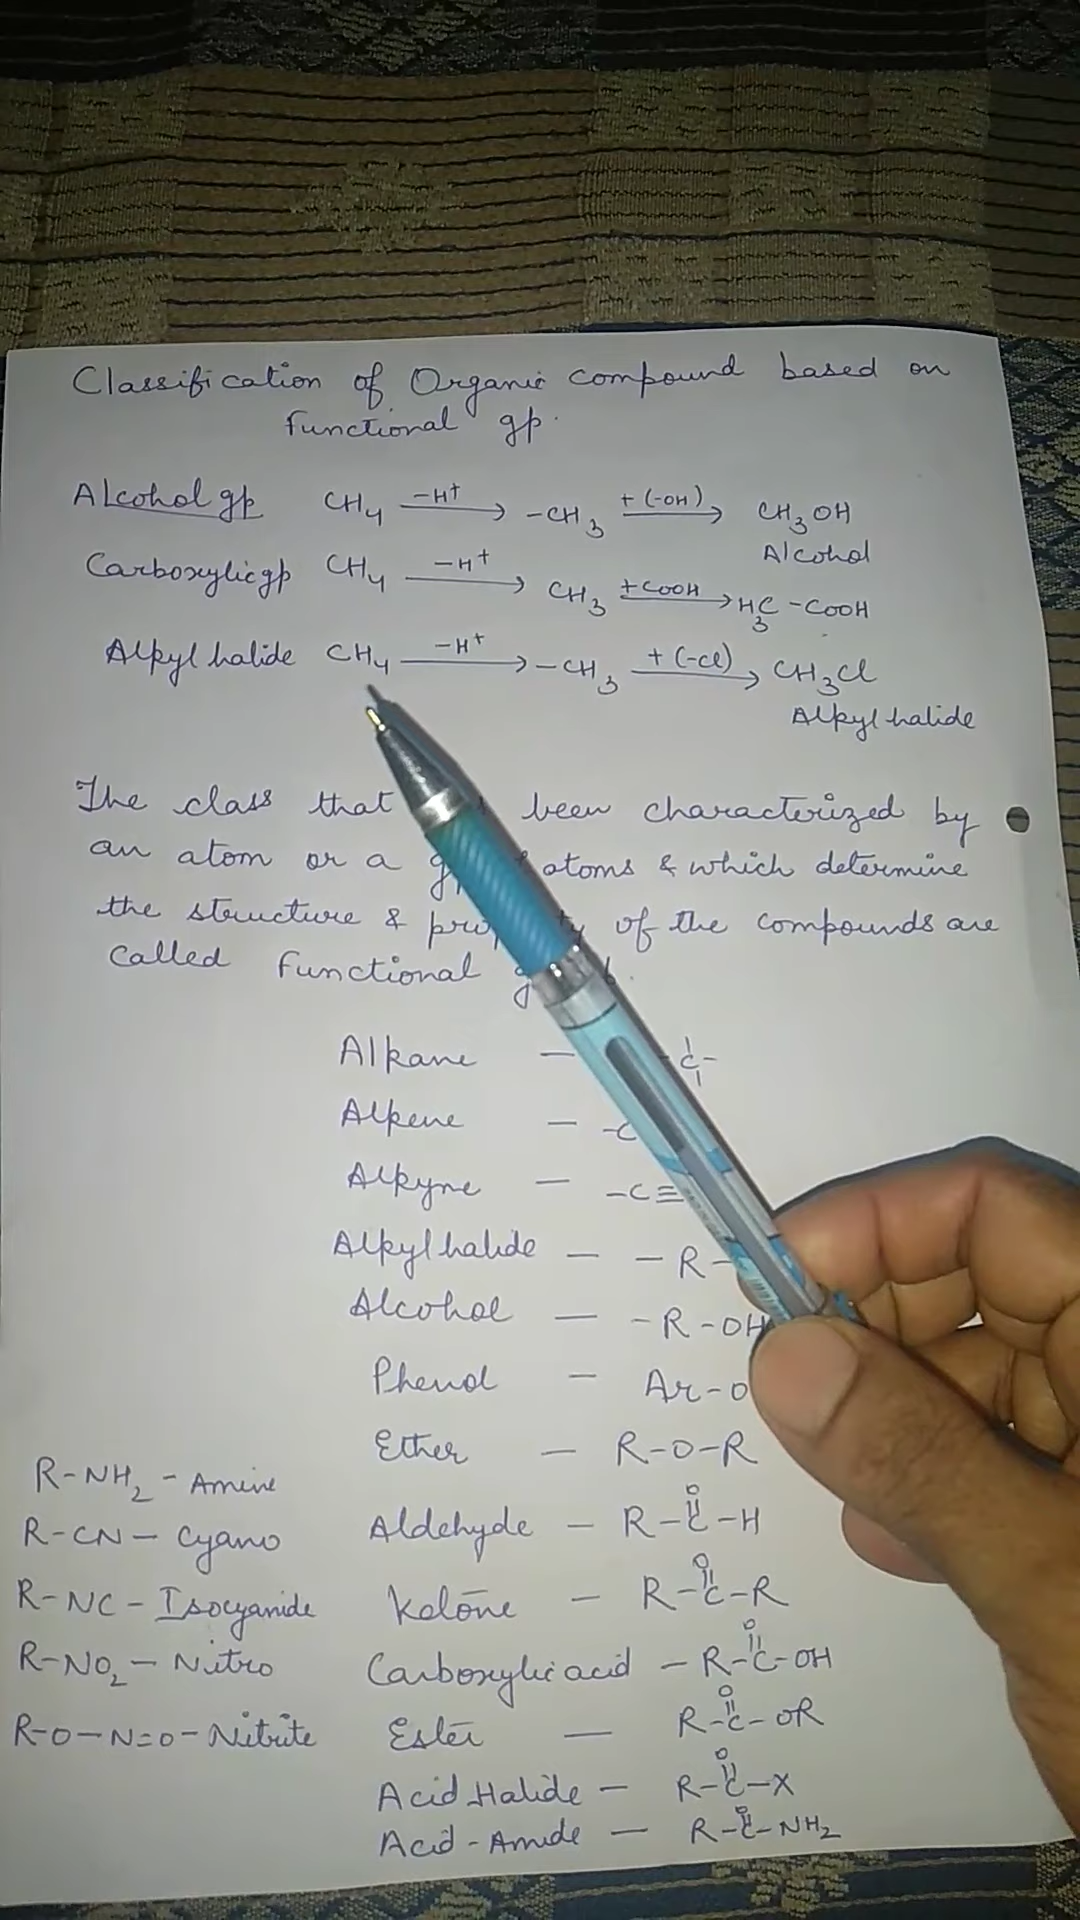 Classification of Organic compound based on
functional gp.
Alcohol gp CH4 —-H+→ -CH3 —+(-OH)→ CH3OH
Alcohol
Carboxylic gp CH4 —-H+→ CH3 —+COOH→ H3C-COOH
Alkyl halide CH4 —-H+→ -CH3 —+(-Cl)→ CH3Cl
Alkyl halide
The class that been characterized by
an atom or a atoms & which determine
the structure & of the compounds are
called functional
Alkane — -C-
Alkene — -C
Alkyne — -C≡
Alkyl halide — -R-
Alcohol — -R-OH
Phenol — Ar-O
Ether — R-O-R
Aldehyde — R-C(=O)-H
Ketone — R-C(=O)-R
Carboxylic acid — R-C(=O)-OH
Ester — R-C(=O)-OR
Acid Halide — R-C(=O)-X
Acid-Amide — R-C(=O)-NH2
R-NH2 - Amine
R-CN - Cyano
R-NC - Isocyanide
R-NO2 - Nitro
R-O-N=O - Nitrite